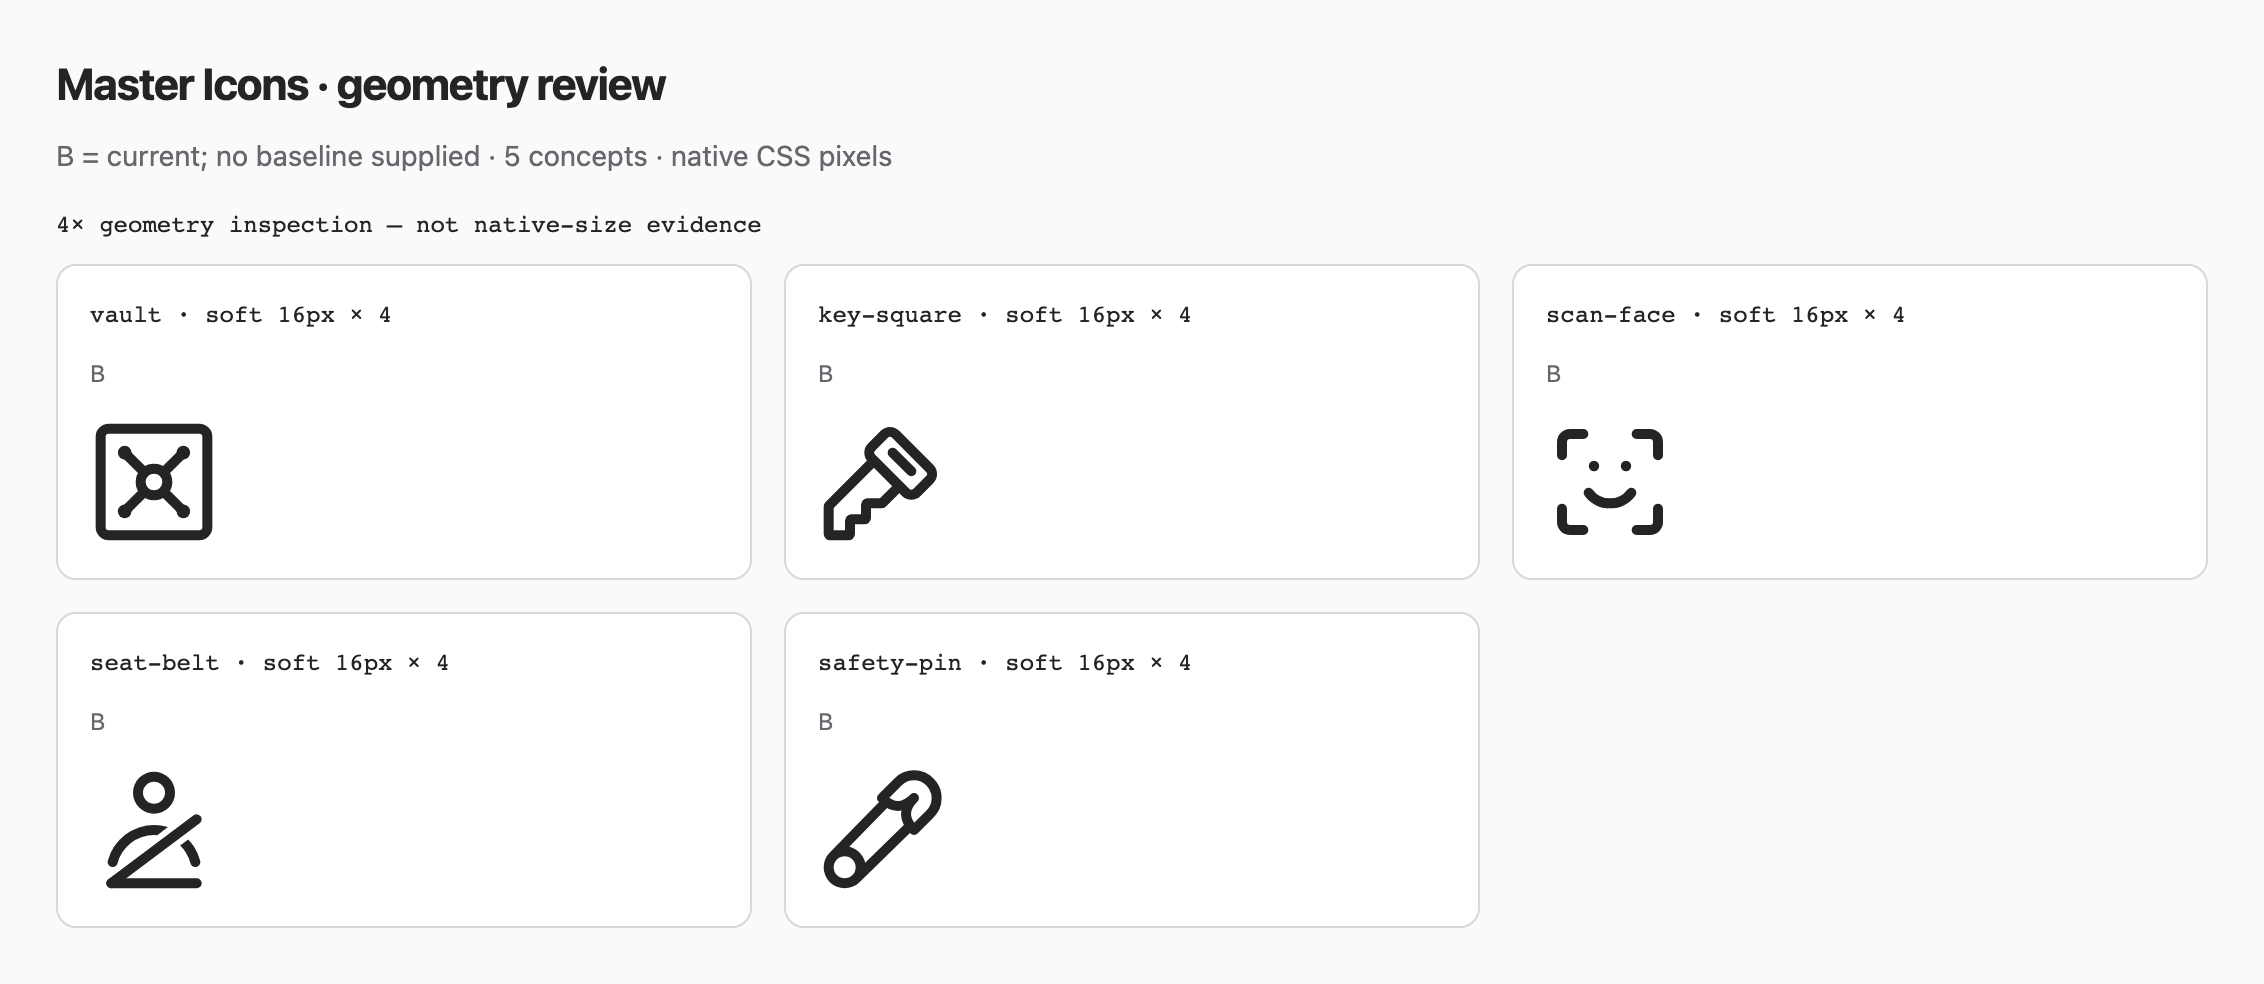 Master Icons · geometry review
B = current; no baseline supplied · 5 concepts · native CSS pixels
4× geometry inspection — not native-size evidence
vault · soft 16px × 4
B
key-square · soft 16px × 4
B
scan-face · soft 16px × 4
B
seat-belt · soft 16px × 4
B
safety-pin · soft 16px × 4
B